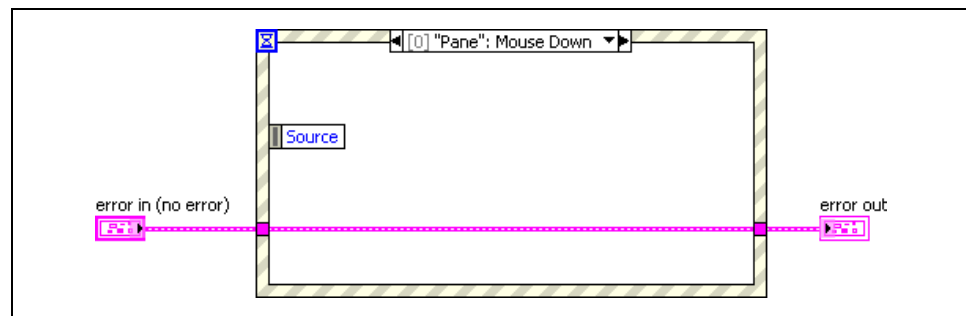 [0] "Pane": Mouse Down
Source
error in (no error)
error out